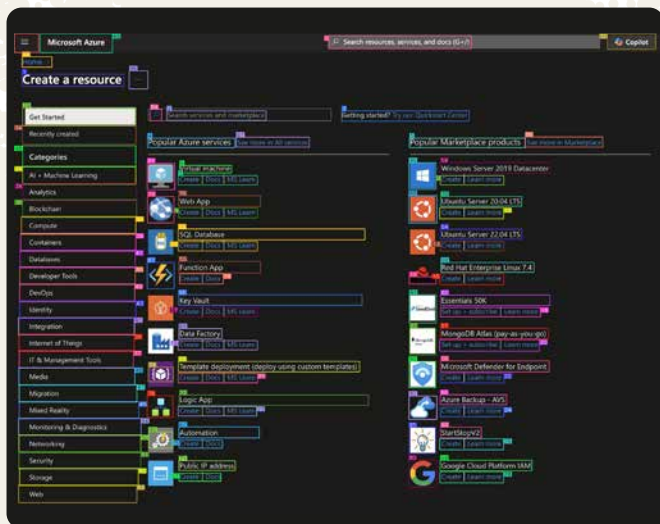 Microsoft Azure
Search resources, services, and docs (G+/)
Copilot
Home >
Create a resource
...
Get Started
Recently created
Categories
AI + Machine Learning
Analytics
Blockchain
Compute
Containers
Databases
Developer Tools
DevOps
Identity
Integration
Internet of Things
IT & Management Tools
Media
Migration
Mixed Reality
Monitoring & Diagnostics
Networking
Security
Storage
Web
Search services and marketplace
Getting started? Try our Quickstart Center
Popular Azure services
See more in All services
Virtual machine
Create | Docs | MS Learn
Web App
Create | Docs | MS Learn
SQL Database
Create | Docs | MS Learn
Function App
Create | Docs
Key Vault
Create | Docs | MS Learn
Data Factory
Create | Docs | MS Learn
Template deployment (deploy using custom templates)
Create | Docs | MS Learn
Logic App
Create | Docs | MS Learn
Automation
Create | Docs
Public IP address
Create | Docs
Popular Marketplace products
See more in Marketplace
Windows Server 2019 Datacenter
Create | Learn more
Ubuntu Server 20.04 LTS
Create | Learn more
Ubuntu Server 22.04 LTS
Create | Learn more
Red Hat Enterprise Linux 7.4
Create | Learn more
Essentials 50K
Set up + subscribe | Learn more
MongoDB Atlas (pay-as-you-go)
Set up + subscribe | Learn more
Microsoft Defender for Endpoint
Create | Learn more
Azure Backup - AVS
Create | Learn more
StartStopV2
Create | Learn more
Google Cloud Platform IAM
Create | Learn more